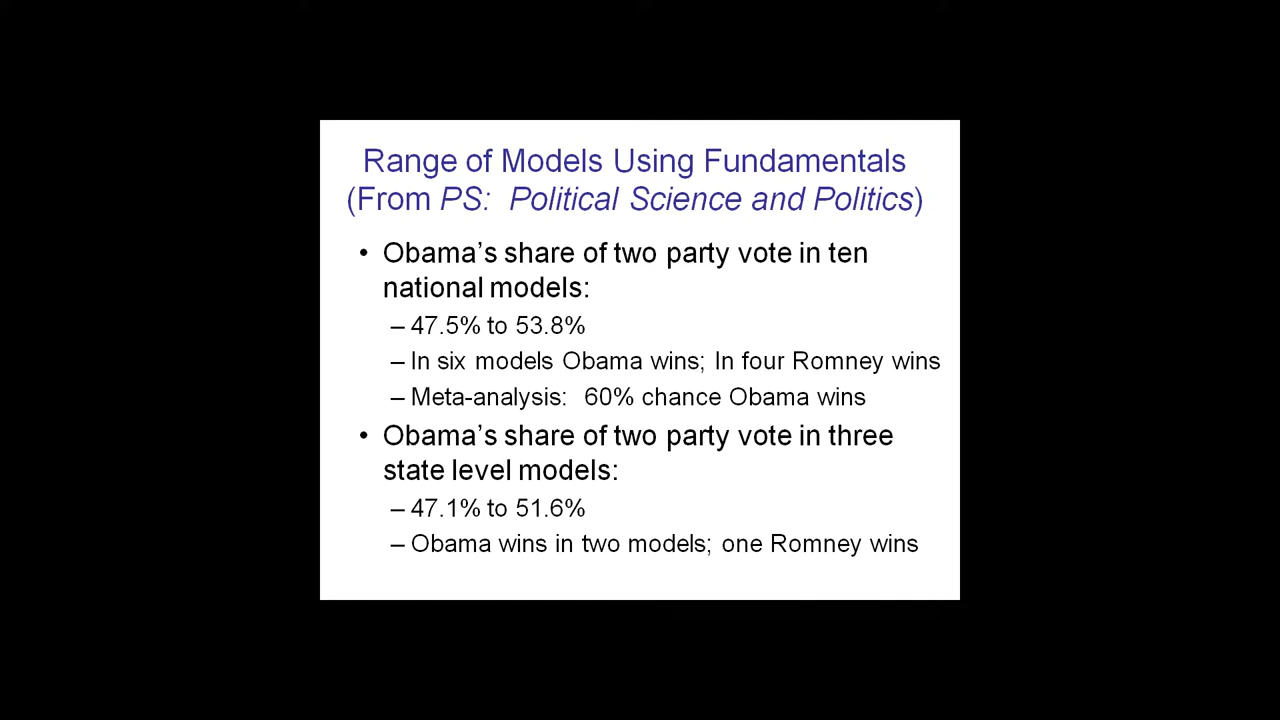 Range of Models Using Fundamentals
(From PS: Political Science and Politics)
• Obama's share of two party vote in ten
national models:
– 47.5% to 53.8%
– In six models Obama wins; In four Romney wins
– Meta-analysis: 60% chance Obama wins
• Obama's share of two party vote in three
state level models:
– 47.1% to 51.6%
– Obama wins in two models; one Romney wins